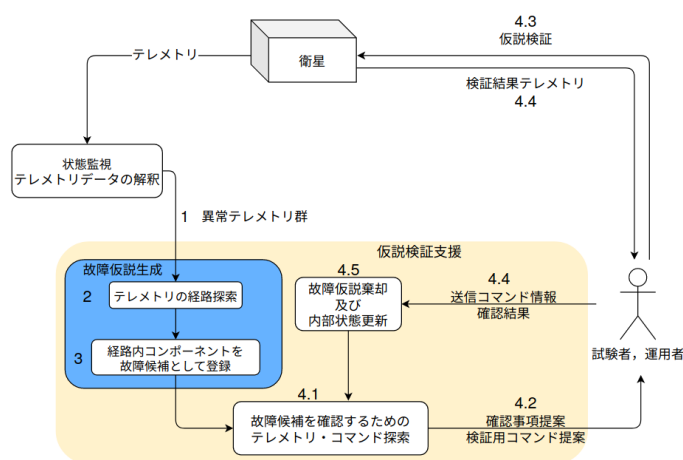 4.3
仮説検証
テレメトリ
衛星
検証結果テレメトリ
4.4
状態監視
テレメトリデータの解釈
1 異常テレメトリ群
仮説検証支援
故障仮説生成
2
テレメトリの経路探索
3
経路内コンポーネントを
故障候補として登録
4.5
故障仮説棄却
及び
内部状態更新
4.4
送信コマンド情報
確認結果
試験者，運用者
4.1
故障候補を確認するための
テレメトリ・コマンド探索
4.2
確認事項提案
検証用コマンド提案